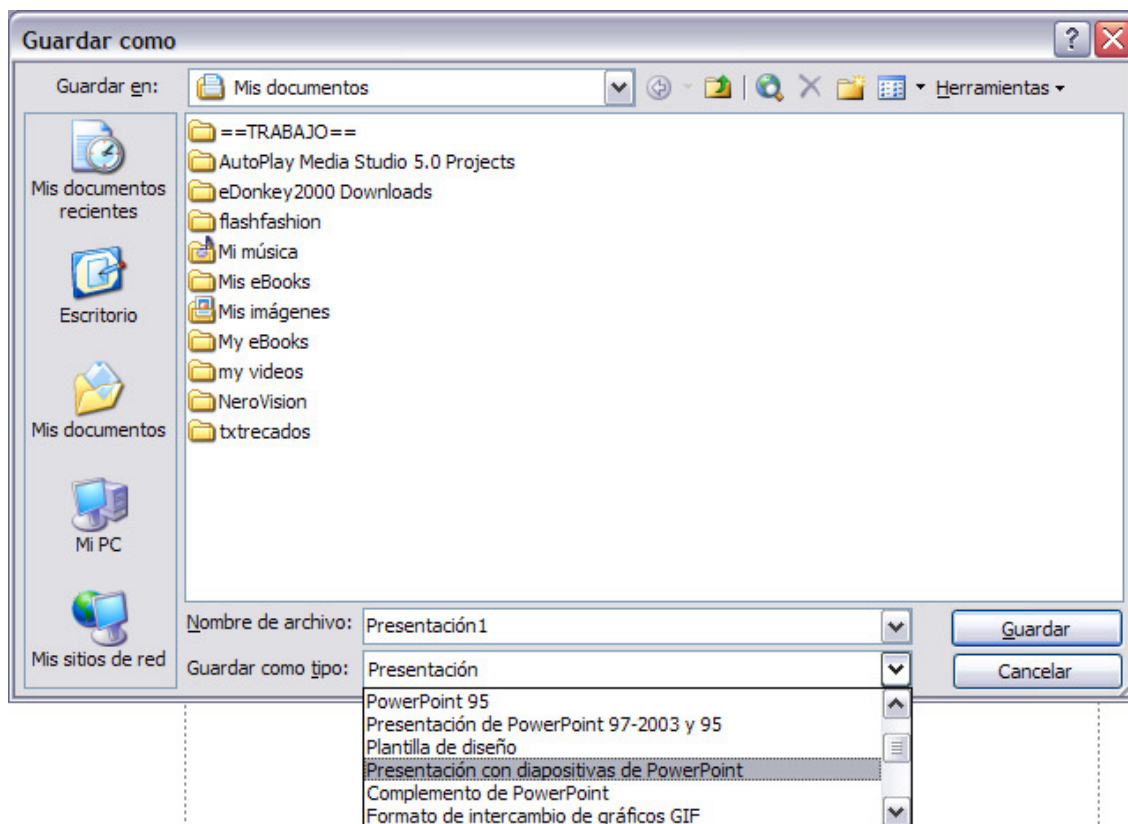 Guardar como
Guardar en:
Mis documentos
Herramientas
Mis documentos
recientes
Escritorio
Mis documentos
Mi PC
Mis sitios de red
==TRABAJO==
AutoPlay Media Studio 5.0 Projects
eDonkey2000 Downloads
flashfashion
Mi música
Mis eBooks
Mis imágenes
My eBooks
my videos
NeroVision
txtrecados
Nombre de archivo:
Presentación1
Guardar
Guardar como tipo:
Presentación
Cancelar
PowerPoint 95
Presentación de PowerPoint 97-2003 y 95
Plantilla de diseño
Presentación con diapositivas de PowerPoint
Complemento de PowerPoint
Formato de intercambio de gráficos GIF